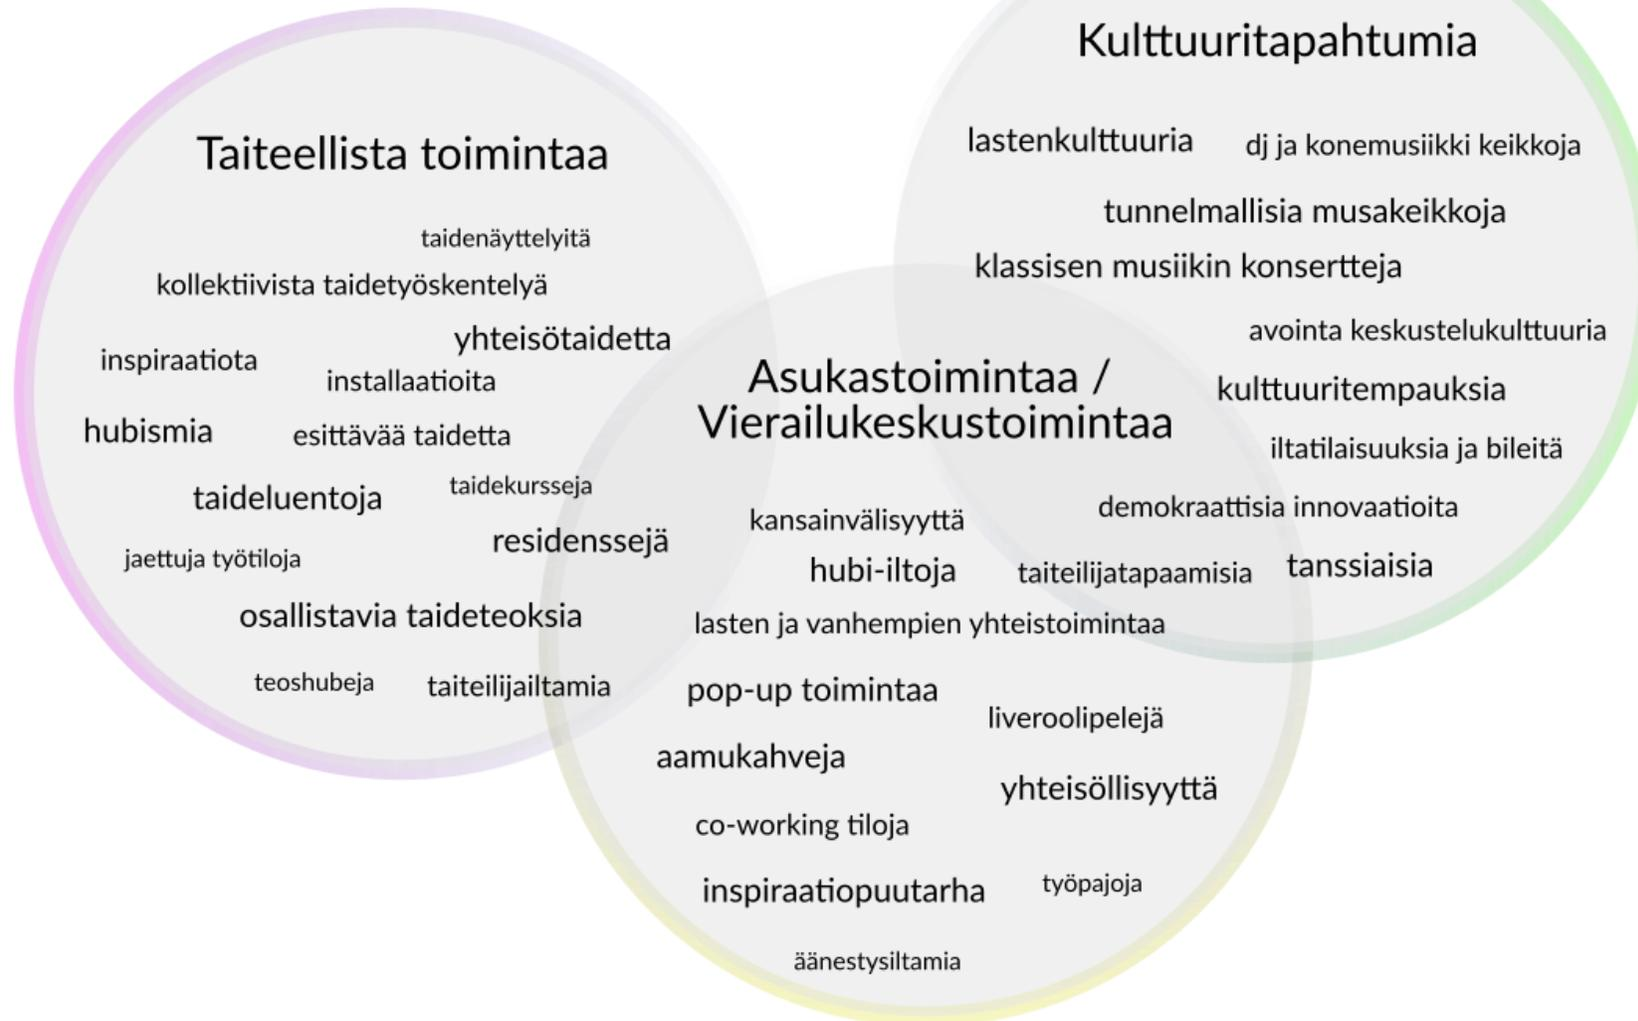 Taiteellista toimintaa
taidenäyttelyitä
kollektiivista taidetyöskentelyä
yhteisötaidetta
inspiraatiota
installaatioita
hubismia
esittävää taidetta
taideluentoja
taidekursseja
residenssejä
jaettuja työtiloja
osallistavia taideteoksia
teoshubeja
taiteilijailtamia
Kulttuuritapahtumia
lastenkulttuuria
dj ja konemusiikki keikkoja
tunnelmallisia musakeikkoja
klassisen musiikin konsertteja
avointa keskustelukulttuuria
kulttuuritempauksia
iltatilaisuuksia ja bileitä
demokraattisia innovaatioita
tanssiaisia
Asukastoimintaa /
Vierailukeskustoimintaa
kansainvälisyyttä
hubi-iltoja
taiteilijatapaamisia
lasten ja vanhempien yhteistoimintaa
pop-up toimintaa
liveroolipelejä
aamukahveja
yhteisöllisyyttä
co-working tiloja
inspiraatiopuutarha
työpajoja
äänestysiltamia